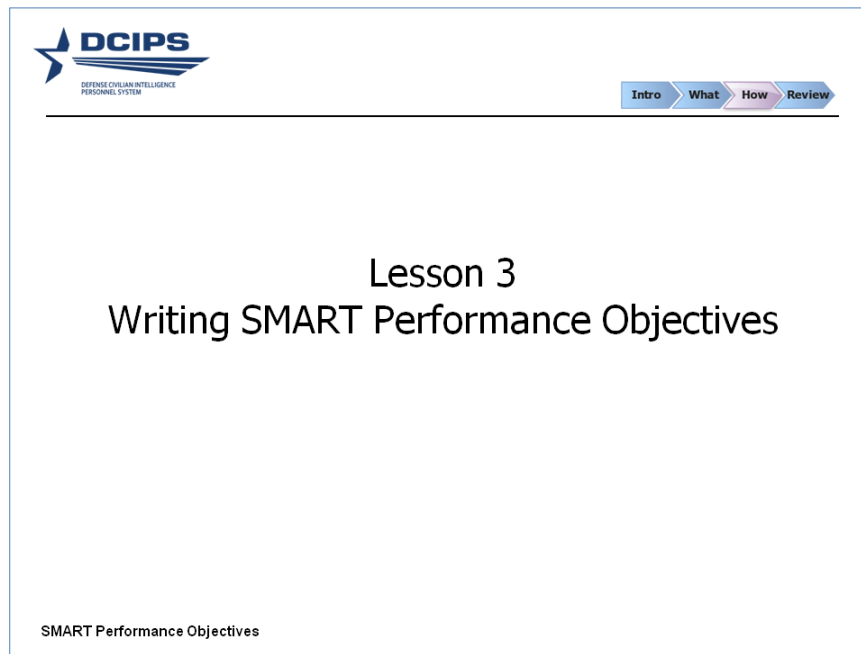 DCIPS
DEFENSE CIVILIAN INTELLIGENCE
PERSONNEL SYSTEM
Intro What How Review
Lesson 3
Writing SMART Performance Objectives
SMART Performance Objectives